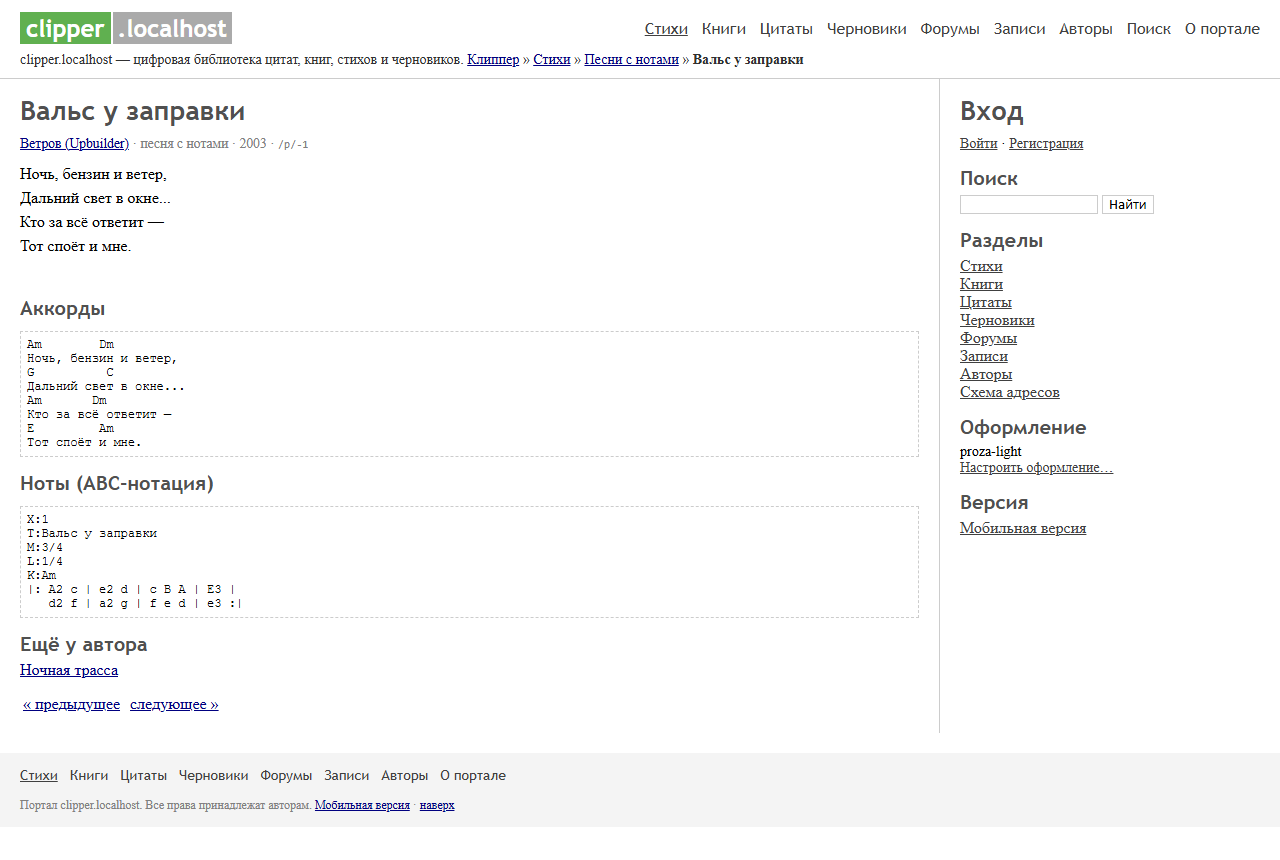 clipper .localhost
Стихи Книги Цитаты Черновики Форумы Записи Авторы Поиск О портале
clipper.localhost — цифровая библиотека цитат, книг, стихов и черновиков. Клиппер » Стихи » Песни с нотами » Вальс у заправки
Вальс у заправки
Ветров (Upbuilder) · песня с нотами · 2003 · /p/-1
Ночь, бензин и ветер,
Дальний свет в окне...
Кто за всё ответит —
Тот споёт и мне.
Аккорды
Am        Dm
Ночь, бензин и ветер,
G          C
Дальний свет в окне...
Am       Dm
Кто за всё ответит —
E         Am
Тот споёт и мне.
Ноты (ABC-нотация)
X:1
T:Вальс у заправки
M:3/4
L:1/4
K:Am
|: A2 c | e2 d | c B A | E3 |
   d2 f | a2 g | f e d | e3 :|
Ещё у автора
Ночная трасса
« предыдущее следующее »
Вход
Войти · Регистрация
Поиск
Найти
Разделы
Стихи
Книги
Цитаты
Черновики
Форумы
Записи
Авторы
Схема адресов
Оформление
proza-light
Настроить оформление…
Версия
Мобильная версия
Стихи Книги Цитаты Черновики Форумы Записи Авторы О портале
Портал clipper.localhost. Все права принадлежат авторам. Мобильная версия · наверх